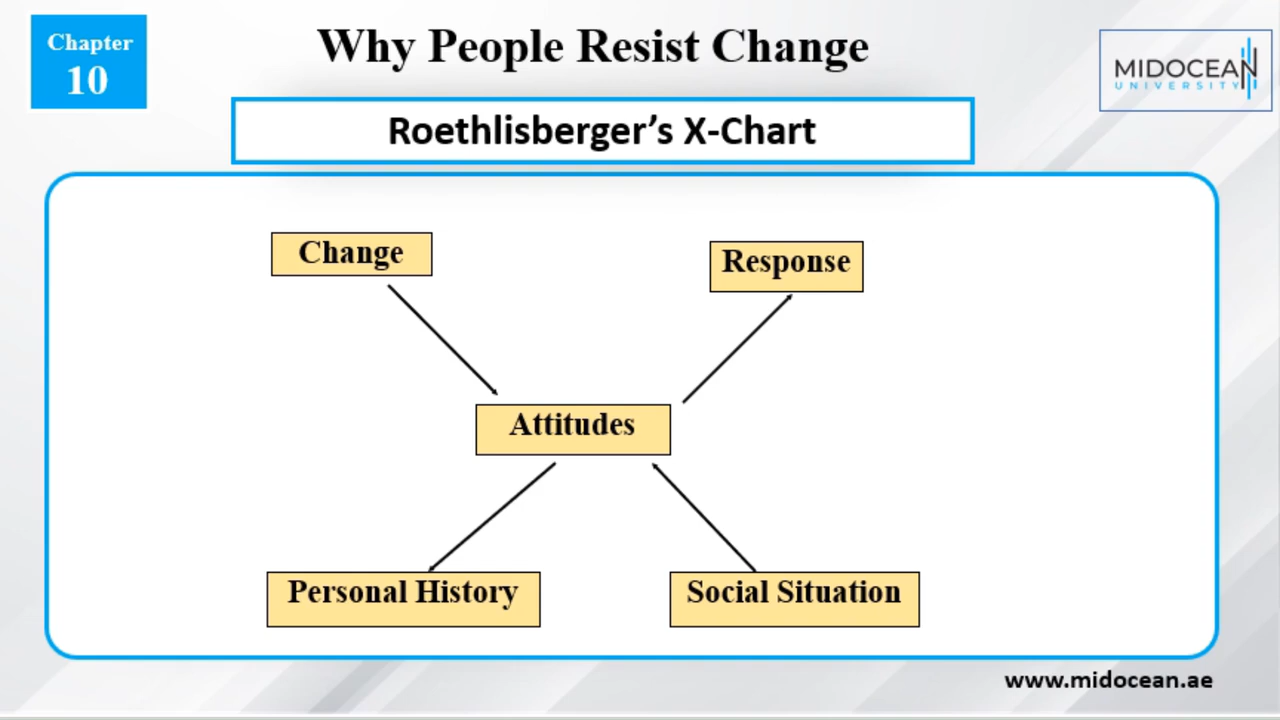 Chapter
10
Why People Resist Change
MIDOCEAN
UNIVERSITY
Roethlisberger’s X-Chart
Change
Response
Attitudes
Personal History
Social Situation
www.midocean.ae